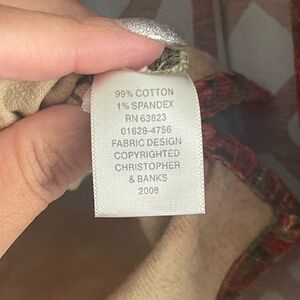 99% COTTON
1% SPANDEX
RN 63823
01628-4756
FABRIC DESIGN
COPYRIGHTED
CHRISTOPHER
& BANKS
2008